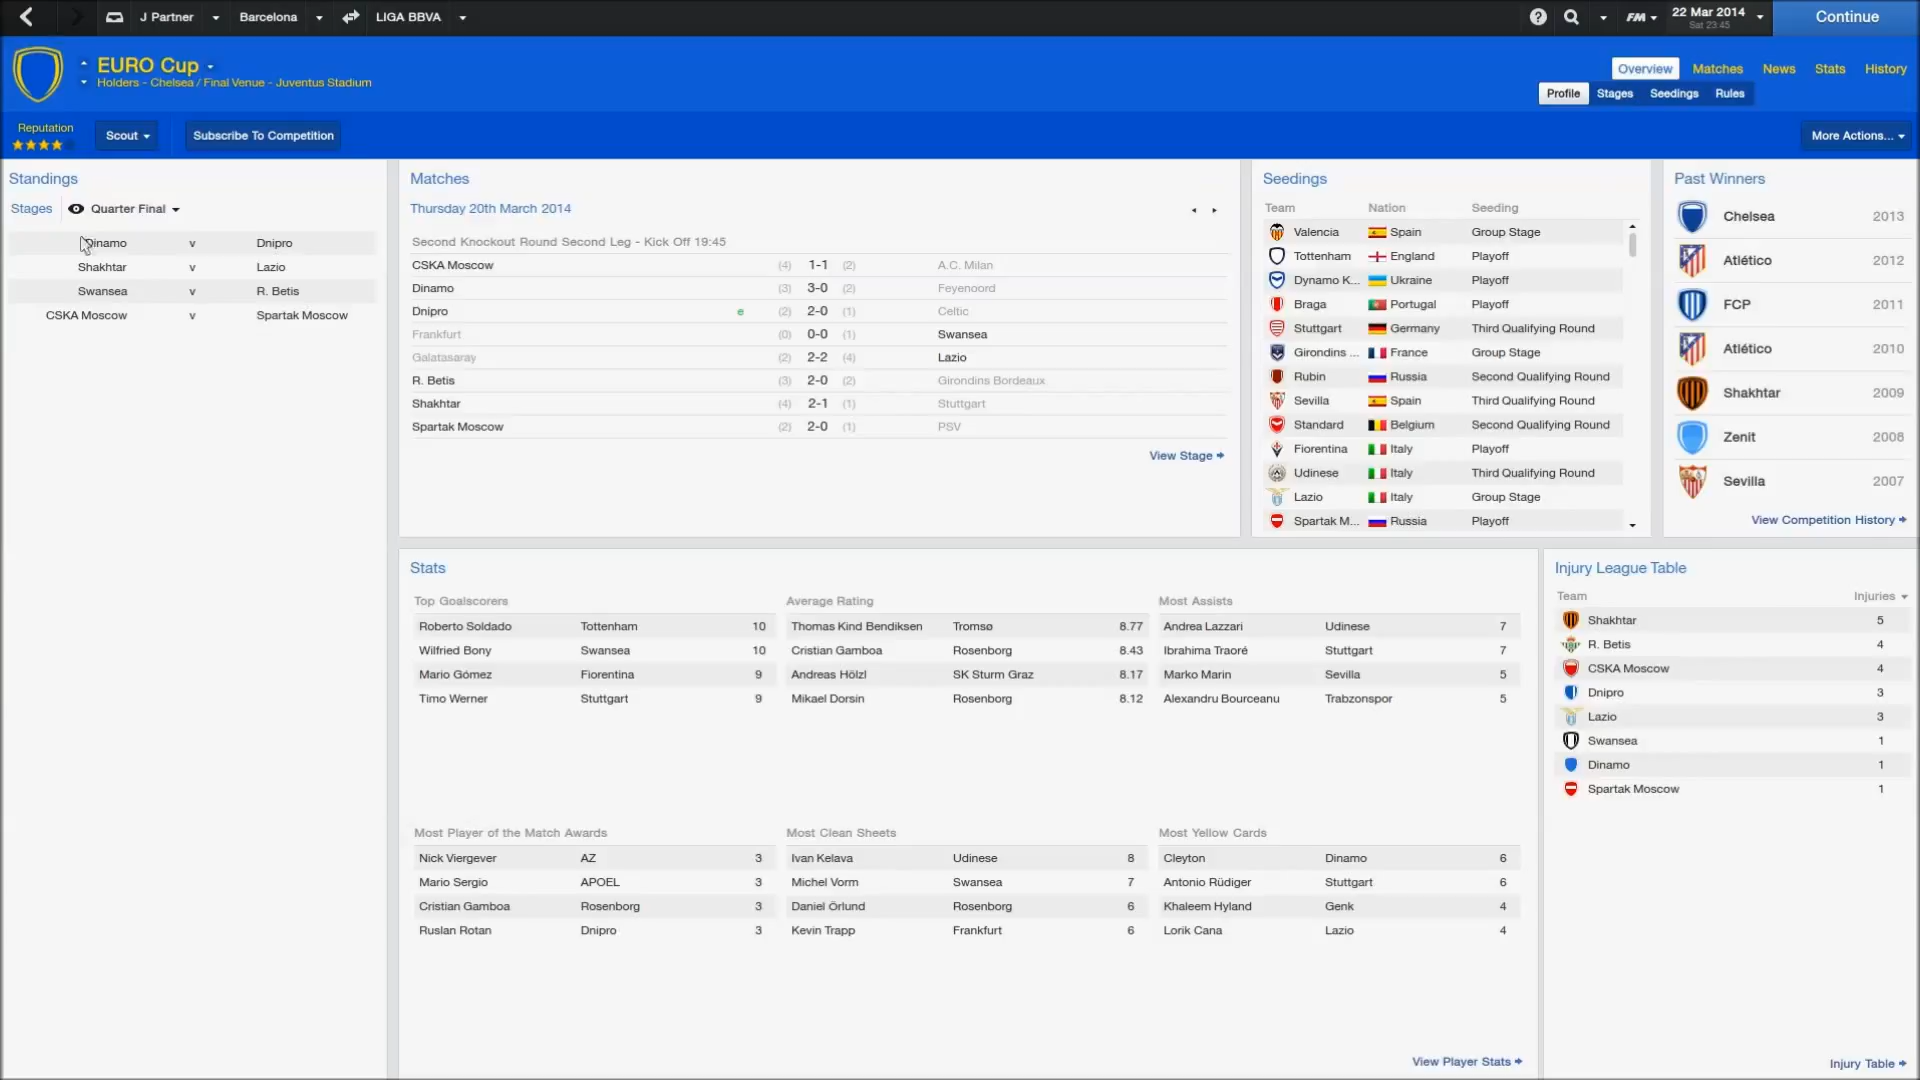 J Partner Barcelona LIGA BBVA FM 22 Mar 2014 Continue
Sat 23:45
EURO Cup
Holders - Chelsea / Final Venue - Juventus Stadium
Overview Matches News Stats History
Profile Stages Seedings Rules
Reputation
Scout Subscribe To Competition More Actions...
Standings
Stages Quarter Final
Dinamo v Dnipro
Shakhtar v Lazio
Swansea v R. Betis
CSKA Moscow v Spartak Moscow
Matches
Thursday 20th March 2014
Second Knockout Round Second Leg - Kick Off 19:45
CSKA Moscow (4) 1-1 (2) A.C. Milan
Dinamo (3) 3-0 (2) Feyenoord
Dnipro e (2) 2-0 (1) Celtic
Frankfurt (0) 0-0 (1) Swansea
Galatasaray (2) 2-2 (4) Lazio
R. Betis (3) 2-0 (2) Girondins Bordeaux
Shakhtar (4) 2-1 (1) Stuttgart
Spartak Moscow (2) 2-0 (1) PSV
View Stage
Seedings
Team Nation Seeding
Valencia Spain Group Stage
Tottenham England Playoff
Dynamo K... Ukraine Playoff
Braga Portugal Playoff
Stuttgart Germany Third Qualifying Round
Girondins ... France Group Stage
Rubin Russia Second Qualifying Round
Sevilla Spain Third Qualifying Round
Standard Belgium Second Qualifying Round
Fiorentina Italy Playoff
Udinese Italy Third Qualifying Round
Lazio Italy Group Stage
Spartak M... Russia Playoff
Past Winners
Chelsea 2013
Atlético 2012
FCP 2011
Atlético 2010
Shakhtar 2009
Zenit 2008
Sevilla 2007
View Competition History
Stats
Top Goalscorers
Roberto Soldado Tottenham 10
Wilfried Bony Swansea 10
Mario Gómez Fiorentina 9
Timo Werner Stuttgart 9
Average Rating
Thomas Kind Bendiksen Tromsø 8.77
Cristian Gamboa Rosenborg 8.43
Andreas Hölzl SK Sturm Graz 8.17
Mikael Dorsin Rosenborg 8.12
Most Assists
Andrea Lazzari Udinese 7
Ibrahima Traoré Stuttgart 7
Marko Marin Sevilla 5
Alexandru Bourceanu Trabzonspor 5
Most Player of the Match Awards
Nick Viergever AZ 3
Mario Sergio APOEL 3
Cristian Gamboa Rosenborg 3
Ruslan Rotan Dnipro 3
Most Clean Sheets
Ivan Kelava Udinese 8
Michel Vorm Swansea 7
Daniel Örlund Rosenborg 6
Kevin Trapp Frankfurt 6
Most Yellow Cards
Cleyton Dinamo 6
Antonio Rüdiger Stuttgart 6
Khaleem Hyland Genk 4
Lorik Cana Lazio 4
View Player Stats
Injury League Table
Team Injuries
Shakhtar 5
R. Betis 4
CSKA Moscow 4
Dnipro 3
Lazio 3
Swansea 1
Dinamo 1
Spartak Moscow 1
Injury Table